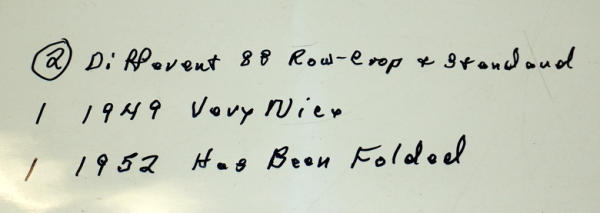 ② Different 88 Row-Crop & Standard
1 1949 Very Nice
1 1952 Has Been Folded